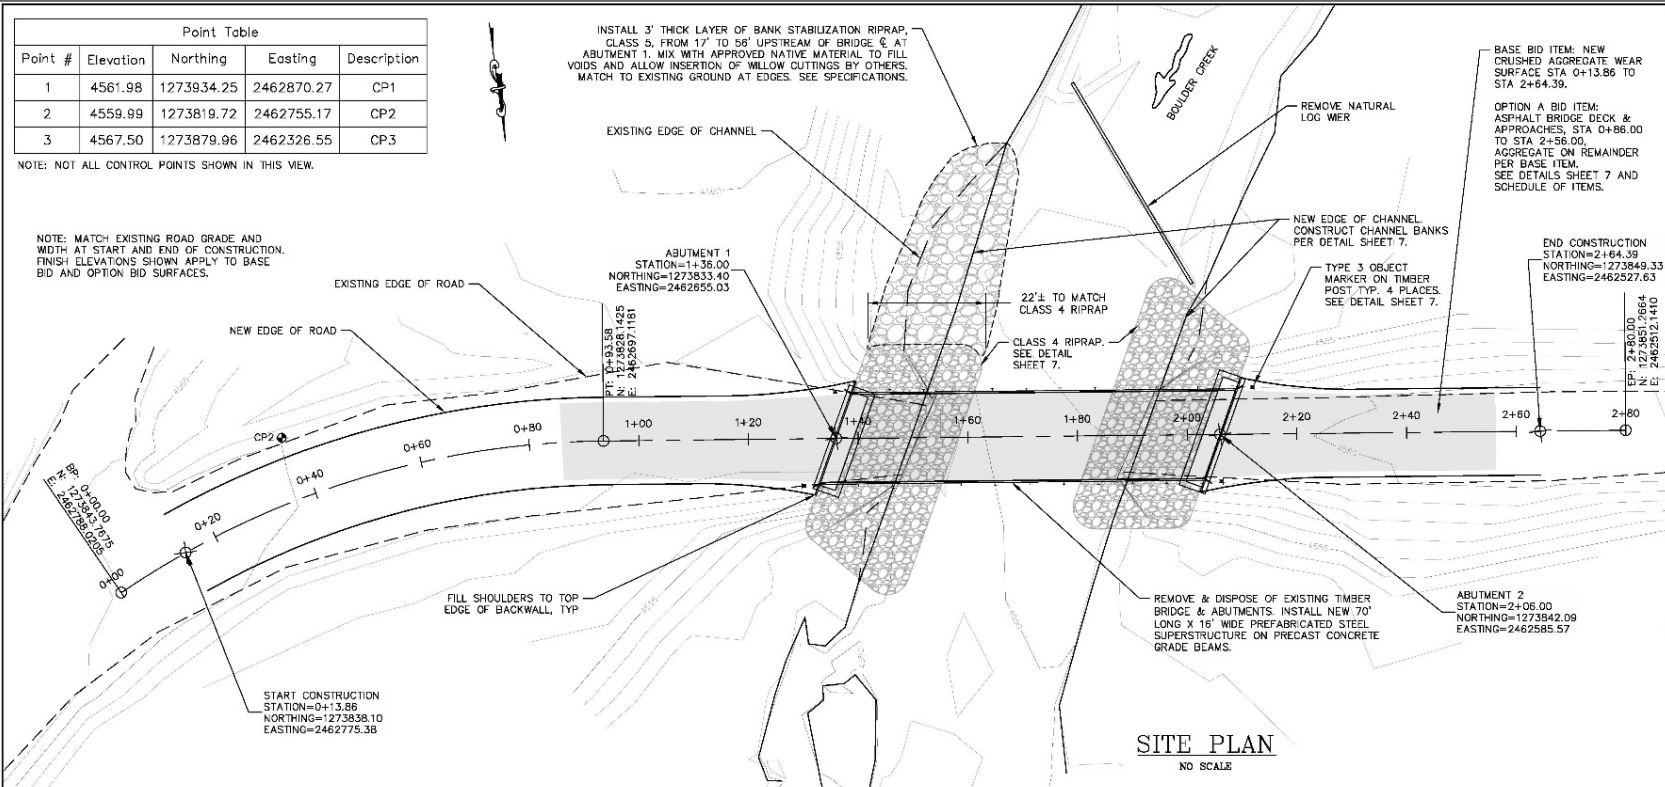 Point Table
Point # Elevation Northing Easting Description
1 4561.98 1273934.25 2462870.27 CP1
2 4559.99 1273819.72 2462755.17 CP2
3 4567.50 1273879.96 2462326.55 CP3
NOTE: NOT ALL CONTROL POINTS SHOWN IN THIS VIEW.
INSTALL 3' THICK LAYER OF BANK STABILIZATION RIPRAP,
CLASS 5, FROM 17' TO 56' UPSTREAM OF BRIDGE ℄ AT
ABUTMENT 1. MIX WITH APPROVED NATIVE MATERIAL TO FILL
VOIDS AND ALLOW INSERTION OF WILLOW CUTTINGS BY OTHERS.
MATCH TO EXISTING GROUND AT EDGES. SEE SPECIFICATIONS.
EXISTING EDGE OF CHANNEL
BOULDER CREEK
REMOVE NATURAL
LOG WIER
BASE BID ITEM: NEW
CRUSHED AGGREGATE WEAR
SURFACE STA 0+13.86 TO
STA 2+64.39.
OPTION A BID ITEM:
ASPHALT BRIDGE DECK &
APPROACHES, STA 0+86.00
TO STA 2+56.00,
AGGREGATE ON REMAINDER
PER BASE ITEM.
SEE DETAILS SHEET 7 AND
SCHEDULE OF ITEMS.
NOTE: MATCH EXISTING ROAD GRADE AND
WIDTH AT START AND END OF CONSTRUCTION.
FINISH ELEVATIONS SHOWN APPLY TO BASE
BID AND OPTION BID SURFACES.
EXISTING EDGE OF ROAD
NEW EDGE OF ROAD
ABUTMENT 1
STATION=1+36.00
NORTHING=1273833.40
EASTING=2462655.03
22'± TO MATCH
CLASS 4 RIPRAP
CLASS 4 RIPRAP.
SEE DETAIL
SHEET 7.
NEW EDGE OF CHANNEL.
CONSTRUCT CHANNEL BANKS
PER DETAIL SHEET 7.
TYPE 3 OBJECT
MARKER ON TIMBER
POST TYP. 4 PLACES.
SEE DETAIL SHEET 7.
END CONSTRUCTION
STATION=2+64.39
NORTHING=1273849.33
EASTING=2462527.63
PT: 0+93.58
N: 1273828.1425
E: 2462697.1181
EP: 2+80.00
N: 1273851.2664
E: 2462512.1410
BP: 0+00.00
N: 1273843.7675
E: 2462788.0205
CP2
0+00
0+20
0+40
0+60
0+80
1+00
1+20
1+40
1+60
1+80
2+00
2+20
2+40
2+60
2+80
4560
4555
4565
4555
4585
4555
4585
FILL SHOULDERS TO TOP
EDGE OF BACKWALL, TYP
REMOVE & DISPOSE OF EXISTING TIMBER
BRIDGE & ABUTMENTS. INSTALL NEW 70'
LONG X 16' WIDE PREFABRICATED STEEL
SUPERSTRUCTURE ON PRECAST CONCRETE
GRADE BEAMS.
ABUTMENT 2
STATION=2+06.00
NORTHING=1273842.09
EASTING=2462585.57
START CONSTRUCTION
STATION=0+13.86
NORTHING=1273838.10
EASTING=2462775.38
SITE PLAN
NO SCALE